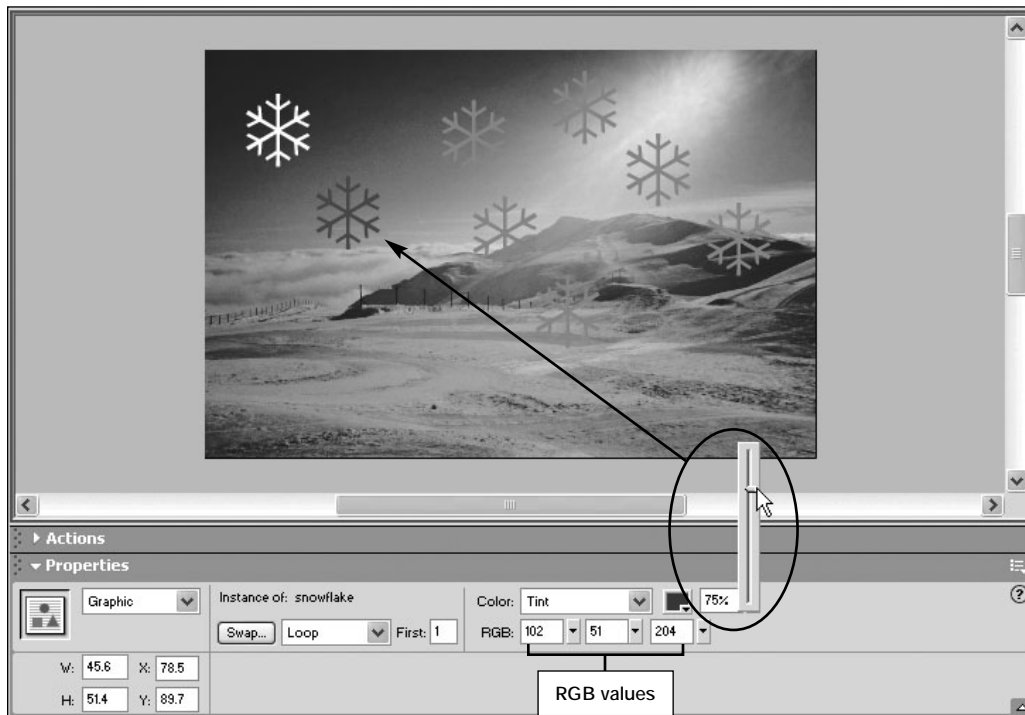 Actions
Properties
Graphic
Instance of: snowflake
Color: Tint
75%
Swap...
Loop
First: 1
RGB: 102 51 204
W: 45.6 X: 78.5
H: 51.4 Y: 89.7
RGB values